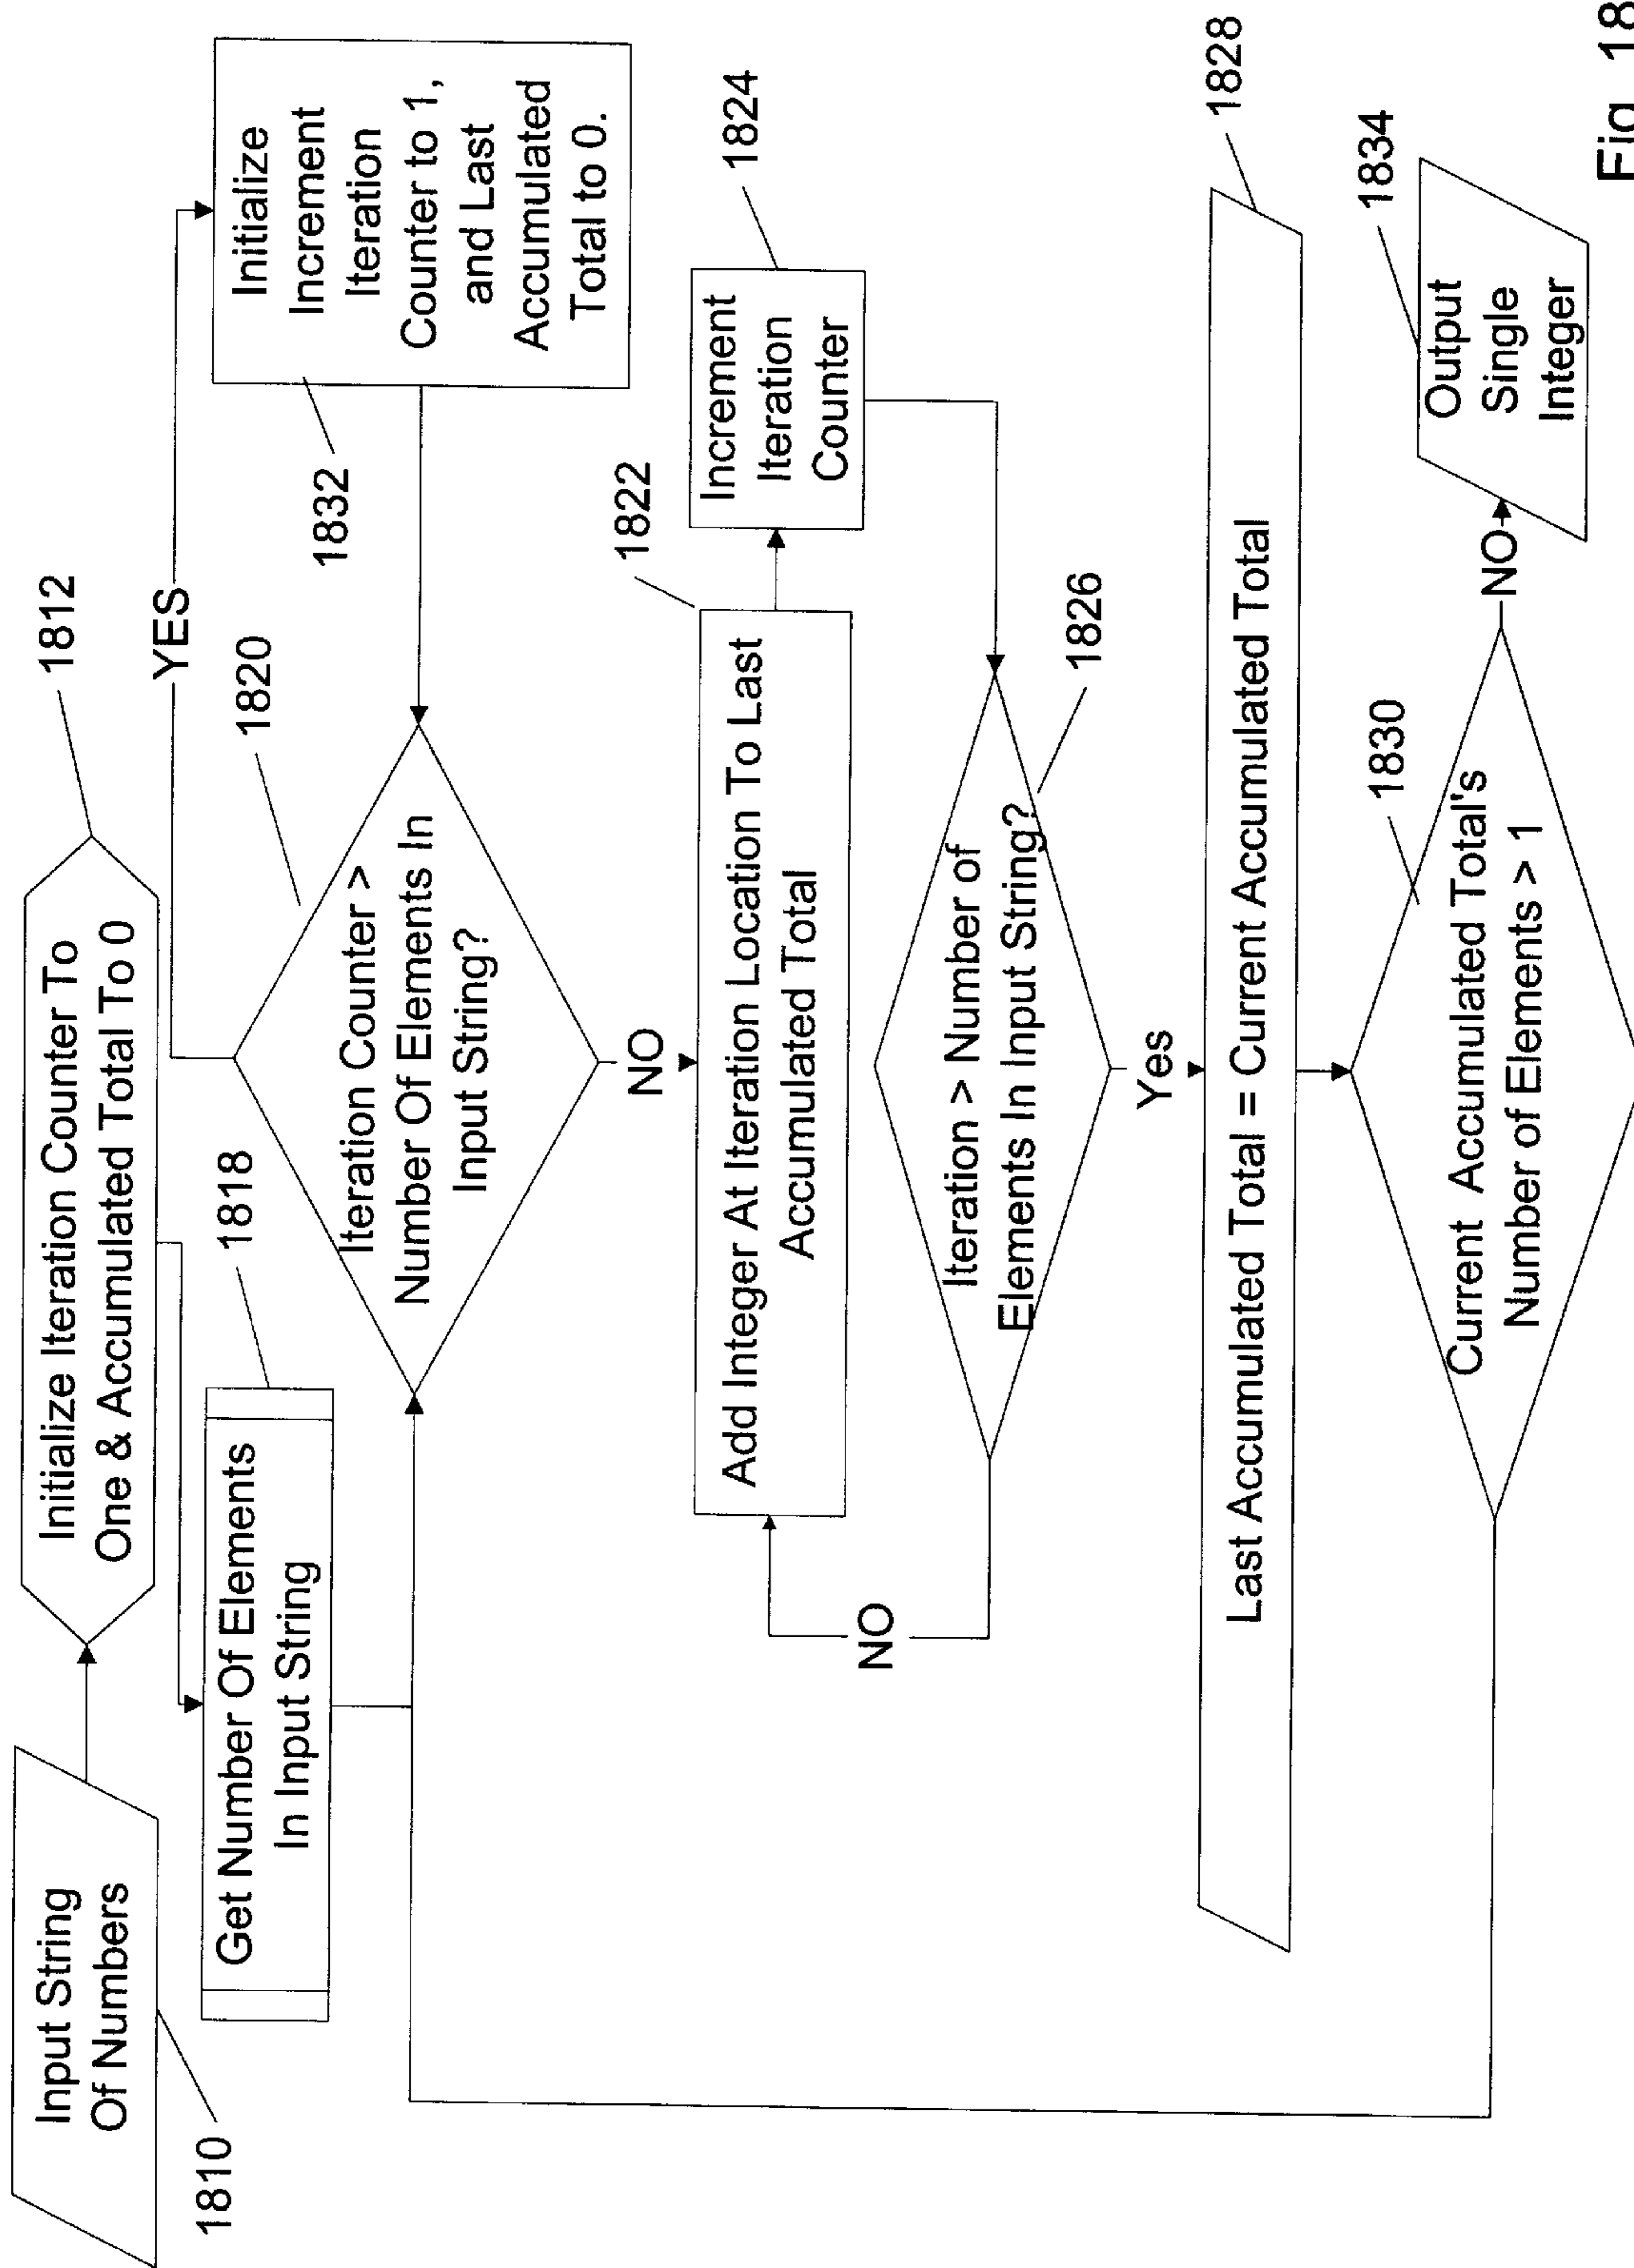 Input String
Of Numbers
1810
Initialize Iteration Counter To
One & Accumulated Total To 0
1812
Get Number Of Elements
In Input String
1818
YES
Iteration Counter >
Number Of Elements In
Input String?
1820
Initialize
Increment
Iteration
Counter to 1,
and Last
Accumulated
Total to 0.
1832
NO
Add Integer At Iteration Location To Last
Accumulated Total
1822
Increment
Iteration
Counter
1824
NO
Iteration > Number of
Elements In Input String?
1826
Yes
Last Accumulated Total = Current Accumulated Total
1828
Current Accumulated Total's
Number of Elements > 1
1830
NO
Output
Single
Integer
1834
Fig. 18